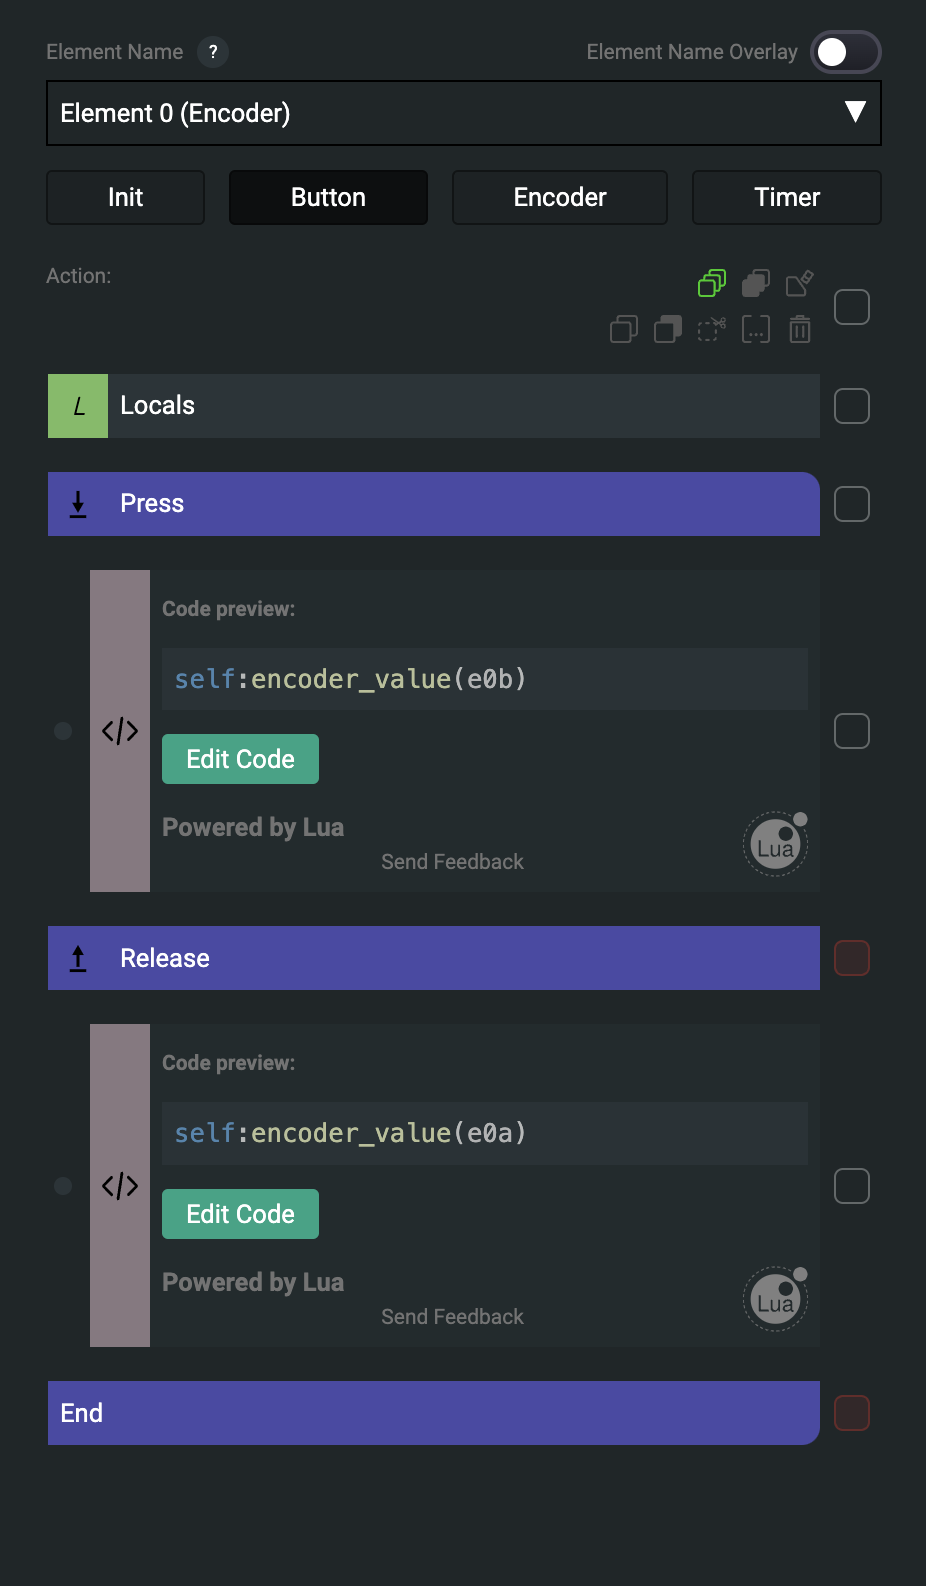 Element Name ? Element Name Overlay
Element 0 (Encoder)
Init Button Encoder Timer
Action:
L Locals
Press
Code preview:
self:encoder_value(e0b)
Edit Code
Powered by Lua
Send Feedback
Lua
Release
Code preview:
self:encoder_value(e0a)
Edit Code
Powered by Lua
Send Feedback
Lua
End